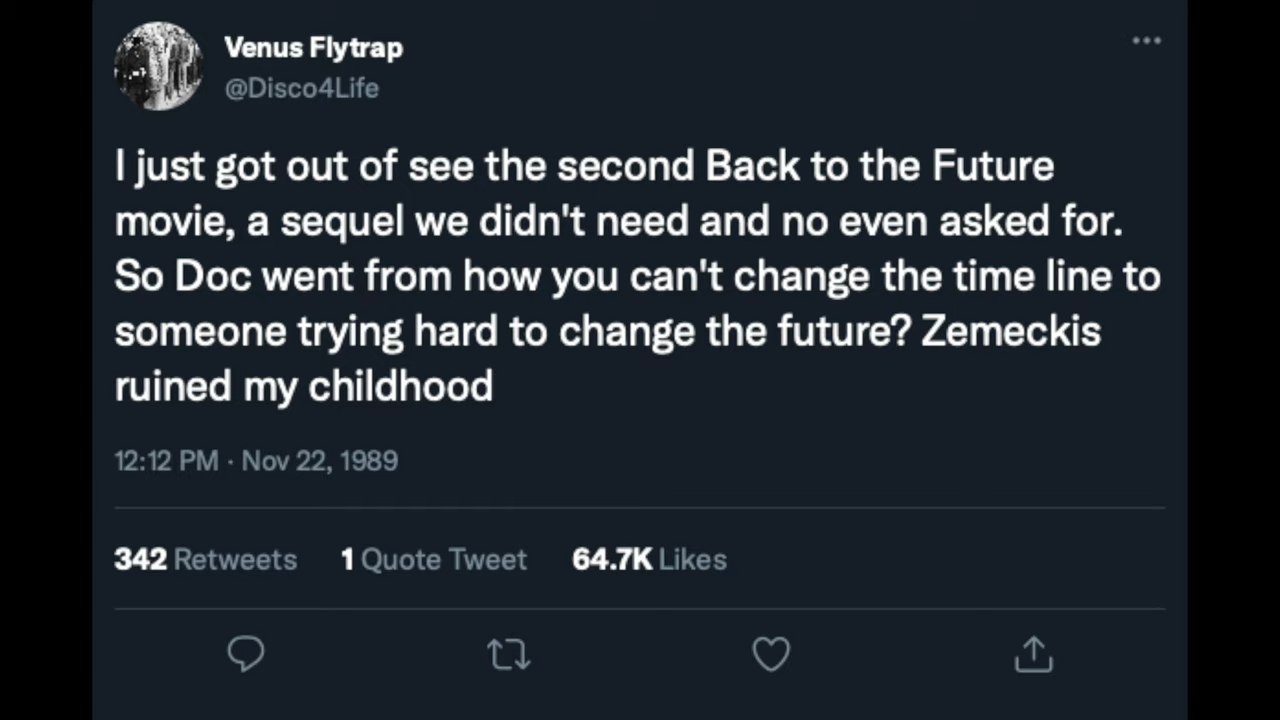 Venus Flytrap
@Disco4Life
I just got out of see the second Back to the Future
movie, a sequel we didn't need and no even asked for.
So Doc went from how you can't change the time line to
someone trying hard to change the future? Zemeckis
ruined my childhood
12:12 PM · Nov 22, 1989
342 Retweets 1 Quote Tweet 64.7K Likes